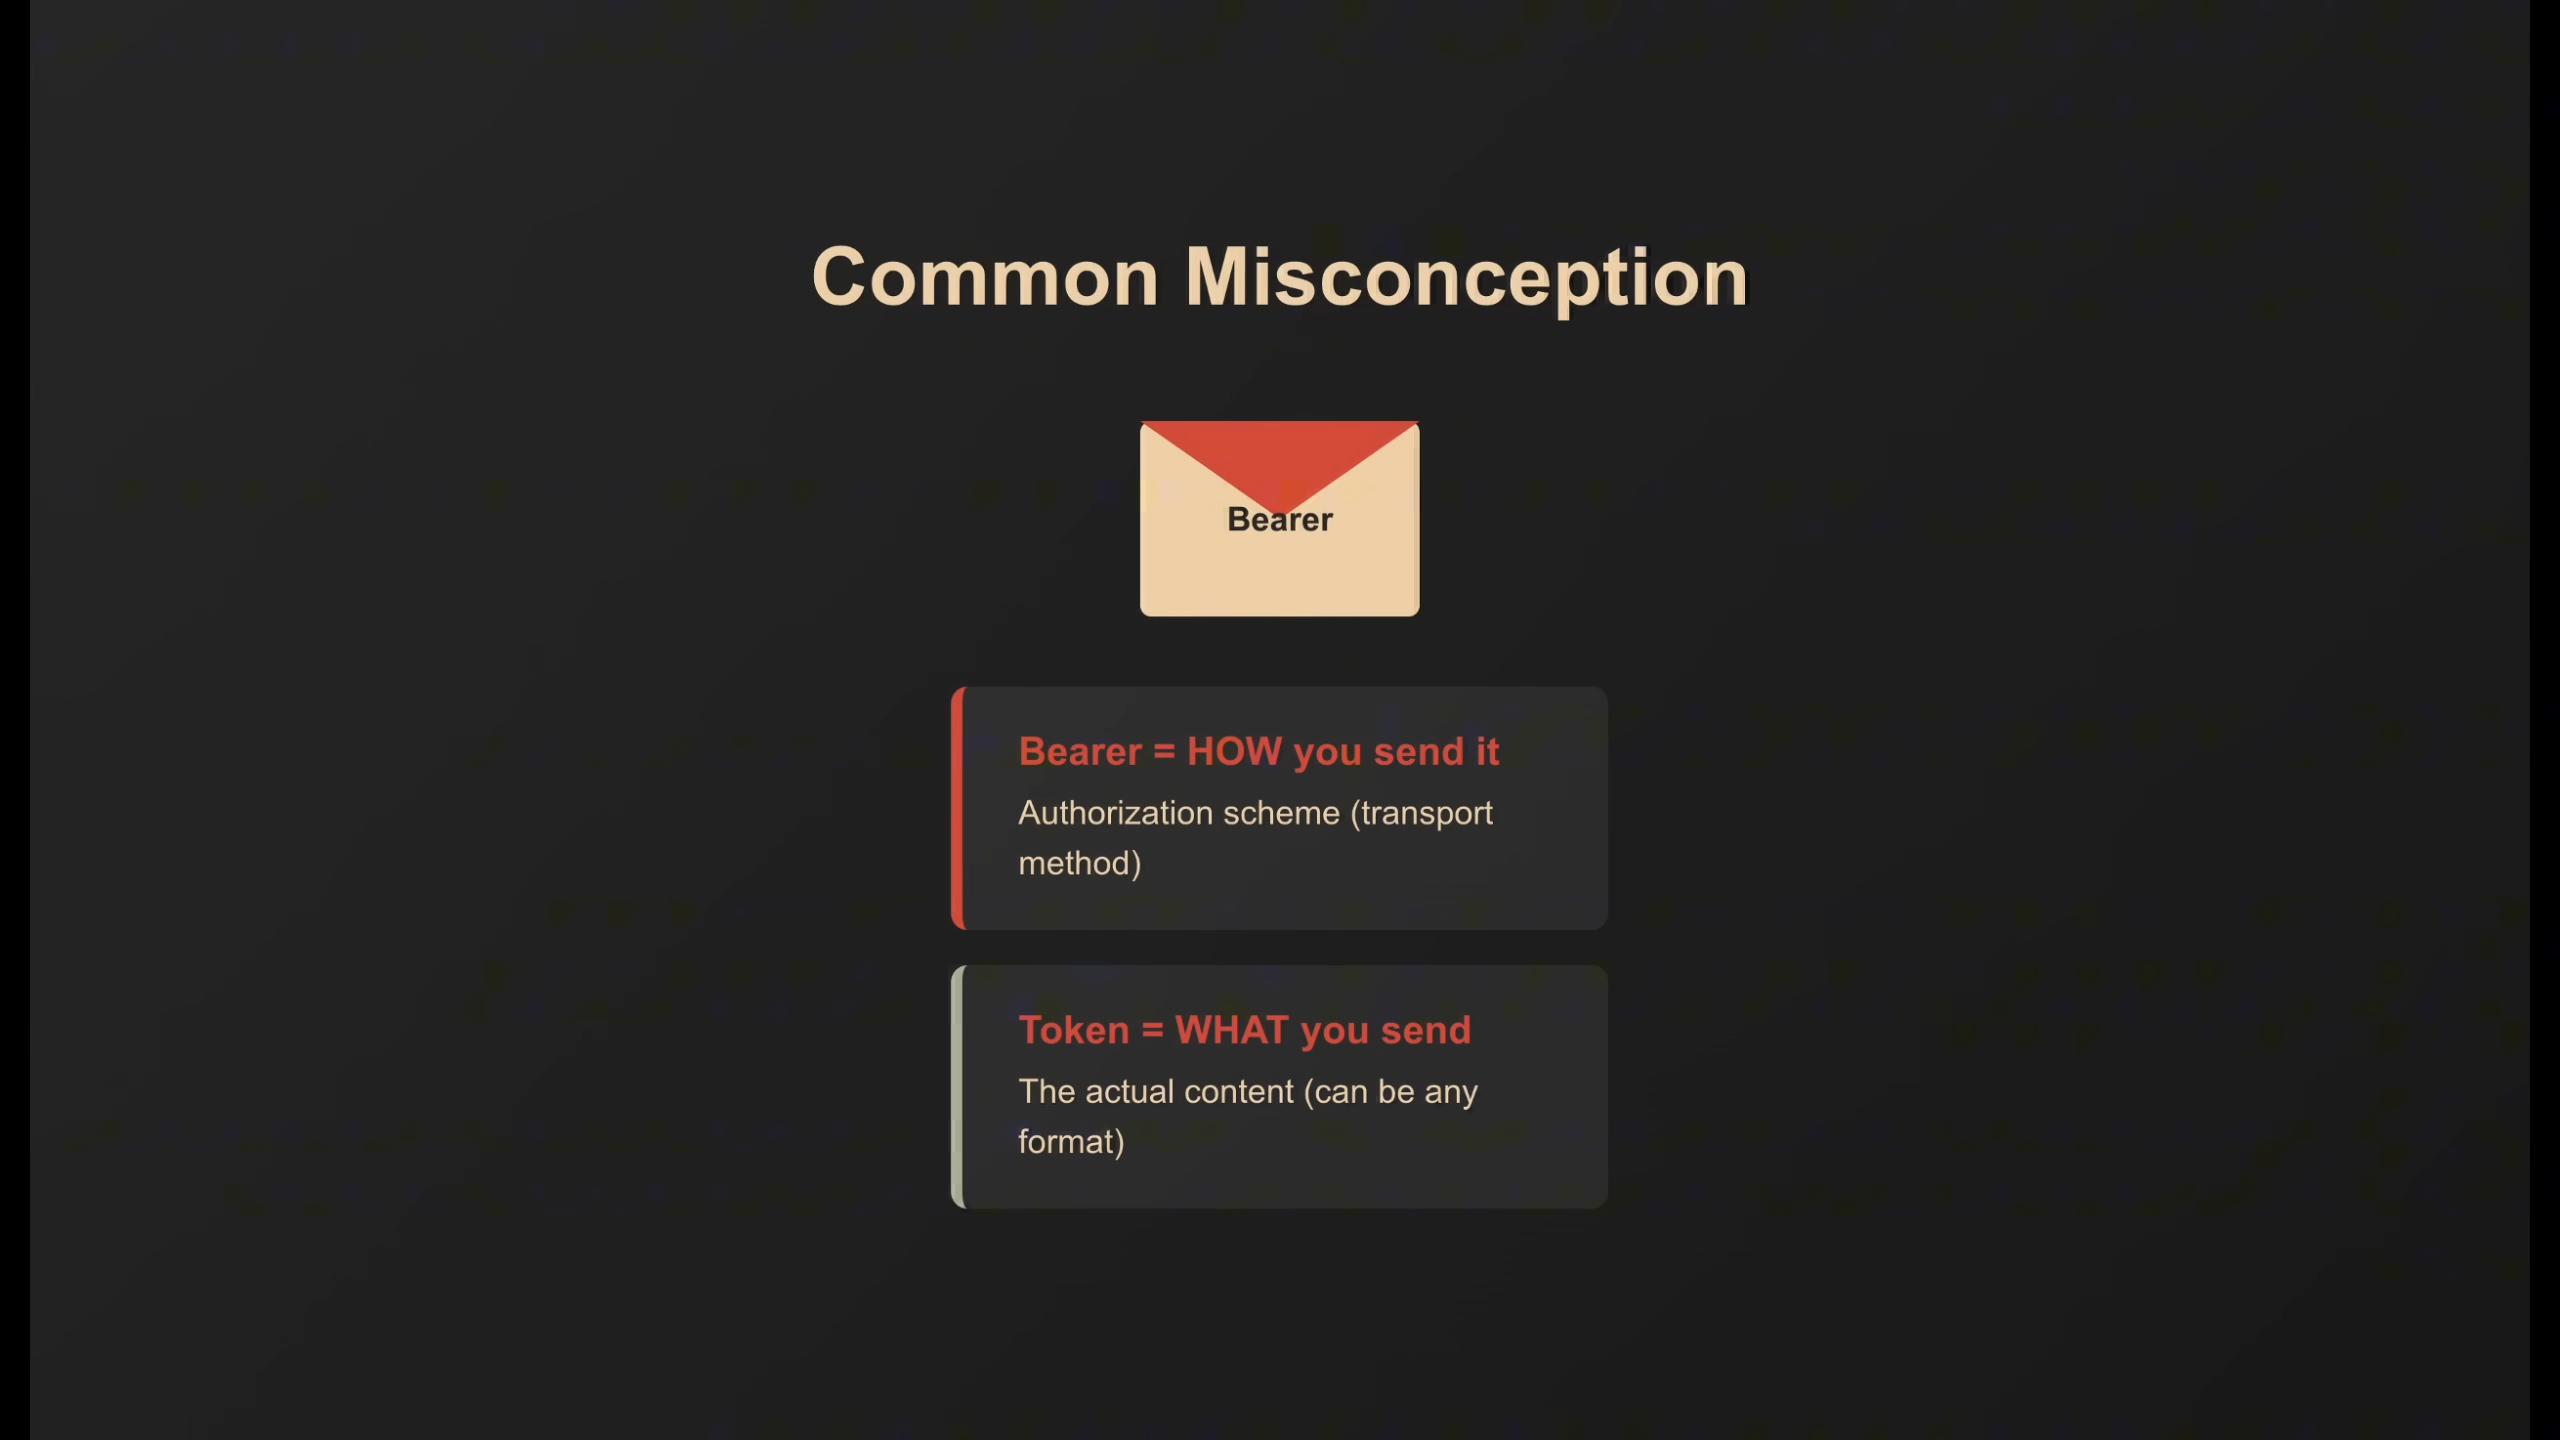 Common Misconception
Bearer
Bearer = HOW you send it
Authorization scheme (transport
method)
Token = WHAT you send
The actual content (can be any
format)